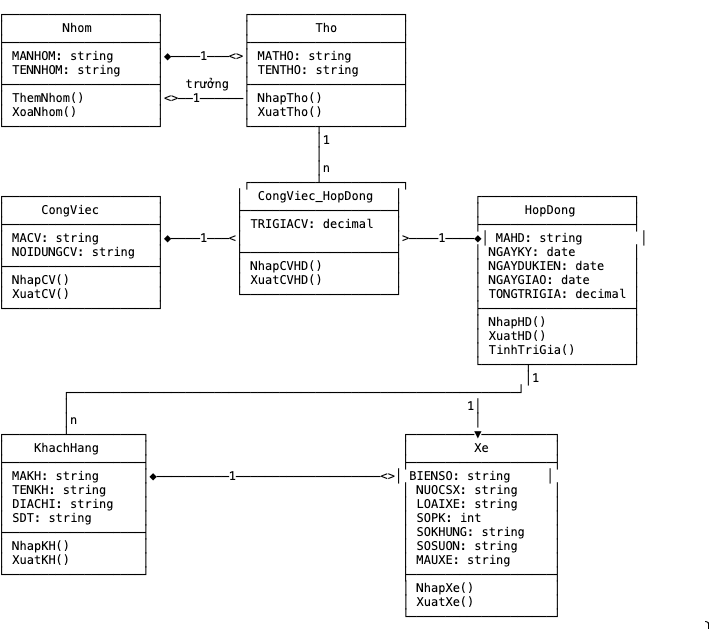 Nhom
MANHOM: string
TENNHOM: string
ThemNhom()
XoaNhom()
1
trưởng
1
Tho
MATHO: string
TENTHO: string
NhapTho()
XuatTho()
1
n
CongViec
MACV: string
NOIDUNGCV: string
NhapCV()
XuatCV()
1
CongViec_HopDong
TRIGIACV: decimal
NhapCVHD()
XuatCVHD()
1
HopDong
MAHD: string
NGAYKY: date
NGAYDUKIEN: date
NGAYGIAO: date
TONGTRIGIA: decimal
NhapHD()
XuatHD()
TinhTriGia()
1
1
n
KhachHang
MAKH: string
TENKH: string
DIACHI: string
SDT: string
NhapKH()
XuatKH()
1
Xe
BIENSO: string
NUOCSX: string
LOAIXE: string
SOPK: int
SOKHUNG: string
SOSUON: string
MAUXE: string
NhapXe()
XuatXe()